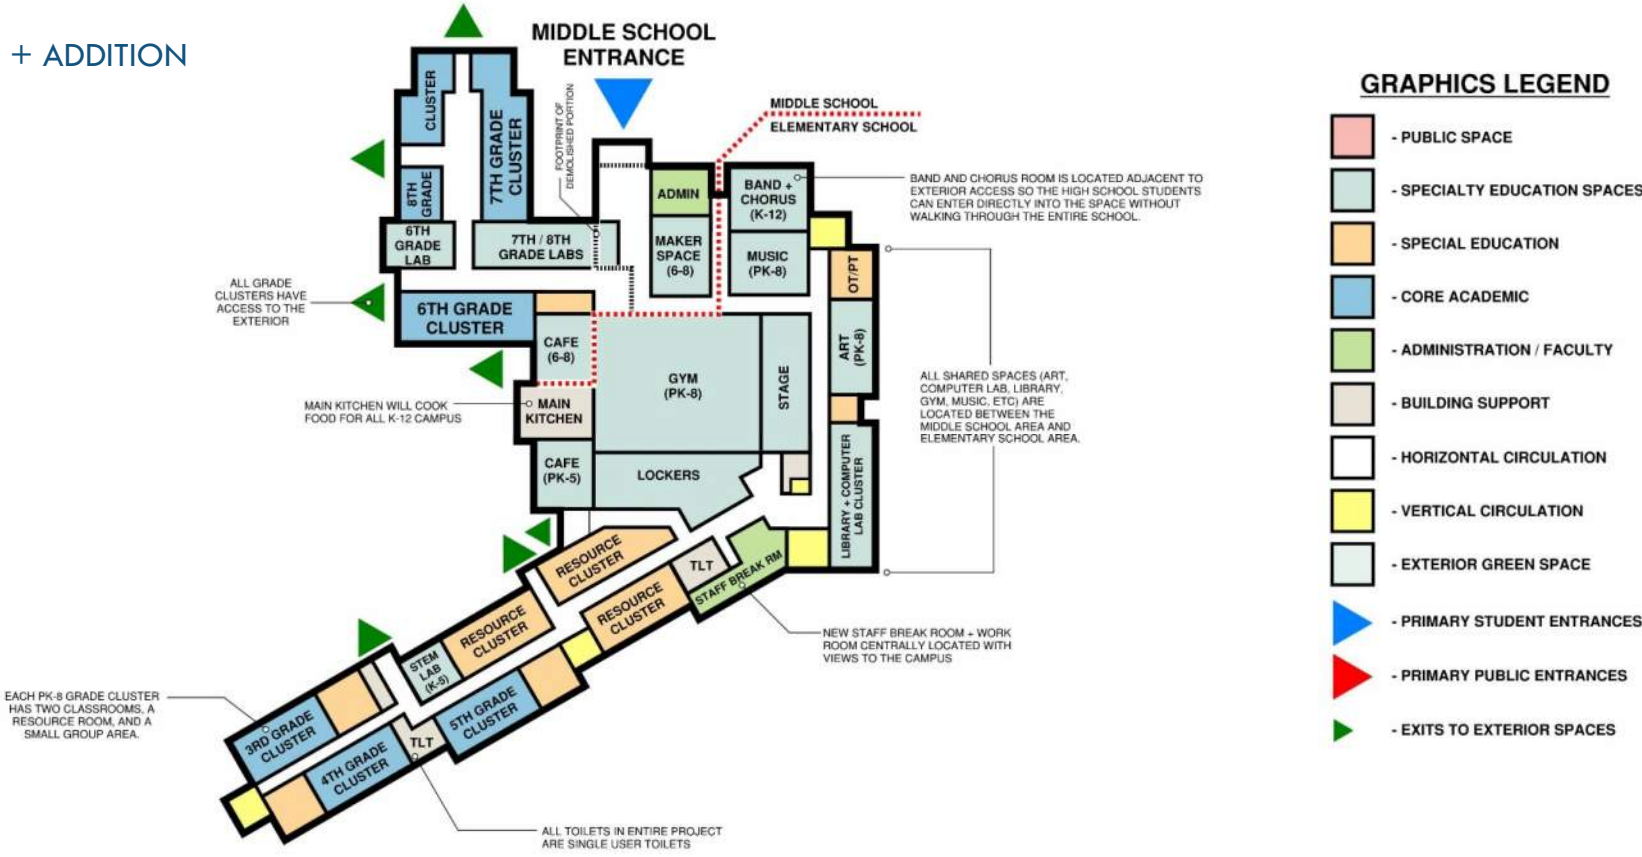 + ADDITION
MIDDLE SCHOOL
ENTRANCE
FOOTPRINT OF
DEMOLISHED PORTION
MIDDLE SCHOOL
ELEMENTARY SCHOOL
CLUSTER
8TH
GRADE
7TH GRADE
CLUSTER
6TH
GRADE
LAB
7TH / 8TH
GRADE LABS
ADMIN
MAKER
SPACE
(6-8)
BAND +
CHORUS
(K-12)
MUSIC
(PK-8)
OT/PT
ART
(PK-8)
BAND AND CHORUS ROOM IS LOCATED ADJACENT TO
EXTERIOR ACCESS SO THE HIGH SCHOOL STUDENTS
CAN ENTER DIRECTLY INTO THE SPACE WITHOUT
WALKING THROUGH THE ENTIRE SCHOOL.
ALL GRADE
CLUSTERS HAVE
ACCESS TO THE
EXTERIOR
6TH GRADE
CLUSTER
CAFE
(6-8)
GYM
(PK-8)
STAGE
MAIN KITCHEN WILL COOK
FOOD FOR ALL K-12 CAMPUS
MAIN
KITCHEN
CAFE
(PK-5)
LOCKERS
LIBRARY + COMPUTER
LAB CLUSTER
ALL SHARED SPACES (ART,
COMPUTER LAB, LIBRARY,
GYM, MUSIC, ETC) ARE
LOCATED BETWEEN THE
MIDDLE SCHOOL AREA AND
ELEMENTARY SCHOOL AREA.
RESOURCE
CLUSTER
TLT
STAFF BREAK RM
RESOURCE
CLUSTER
RESOURCE
CLUSTER
STEM
LAB
(K-5)
NEW STAFF BREAK ROOM + WORK
ROOM CENTRALLY LOCATED WITH
VIEWS TO THE CAMPUS
EACH PK-8 GRADE CLUSTER
HAS TWO CLASSROOMS, A
RESOURCE ROOM, AND A
SMALL GROUP AREA.
3RD GRADE
CLUSTER
5TH GRADE
CLUSTER
TLT
4TH GRADE
CLUSTER
ALL TOILETS IN ENTIRE PROJECT
ARE SINGLE USER TOILETS
GRAPHICS LEGEND
- PUBLIC SPACE
- SPECIALTY EDUCATION SPACES
- SPECIAL EDUCATION
- CORE ACADEMIC
- ADMINISTRATION / FACULTY
- BUILDING SUPPORT
- HORIZONTAL CIRCULATION
- VERTICAL CIRCULATION
- EXTERIOR GREEN SPACE
- PRIMARY STUDENT ENTRANCES
- PRIMARY PUBLIC ENTRANCES
- EXITS TO EXTERIOR SPACES